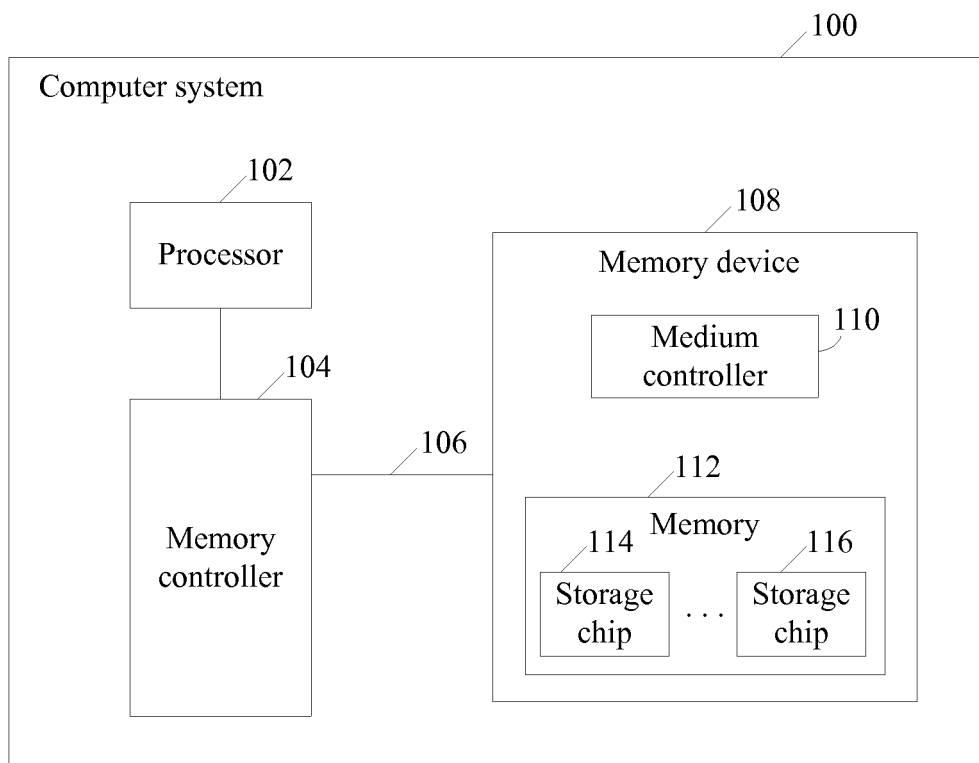 100
Computer system
102
Processor
108
Memory device
110
Medium
controller
104
106
Memory
controller
112
Memory
114
116
Storage
chip
. . .
Storage
chip